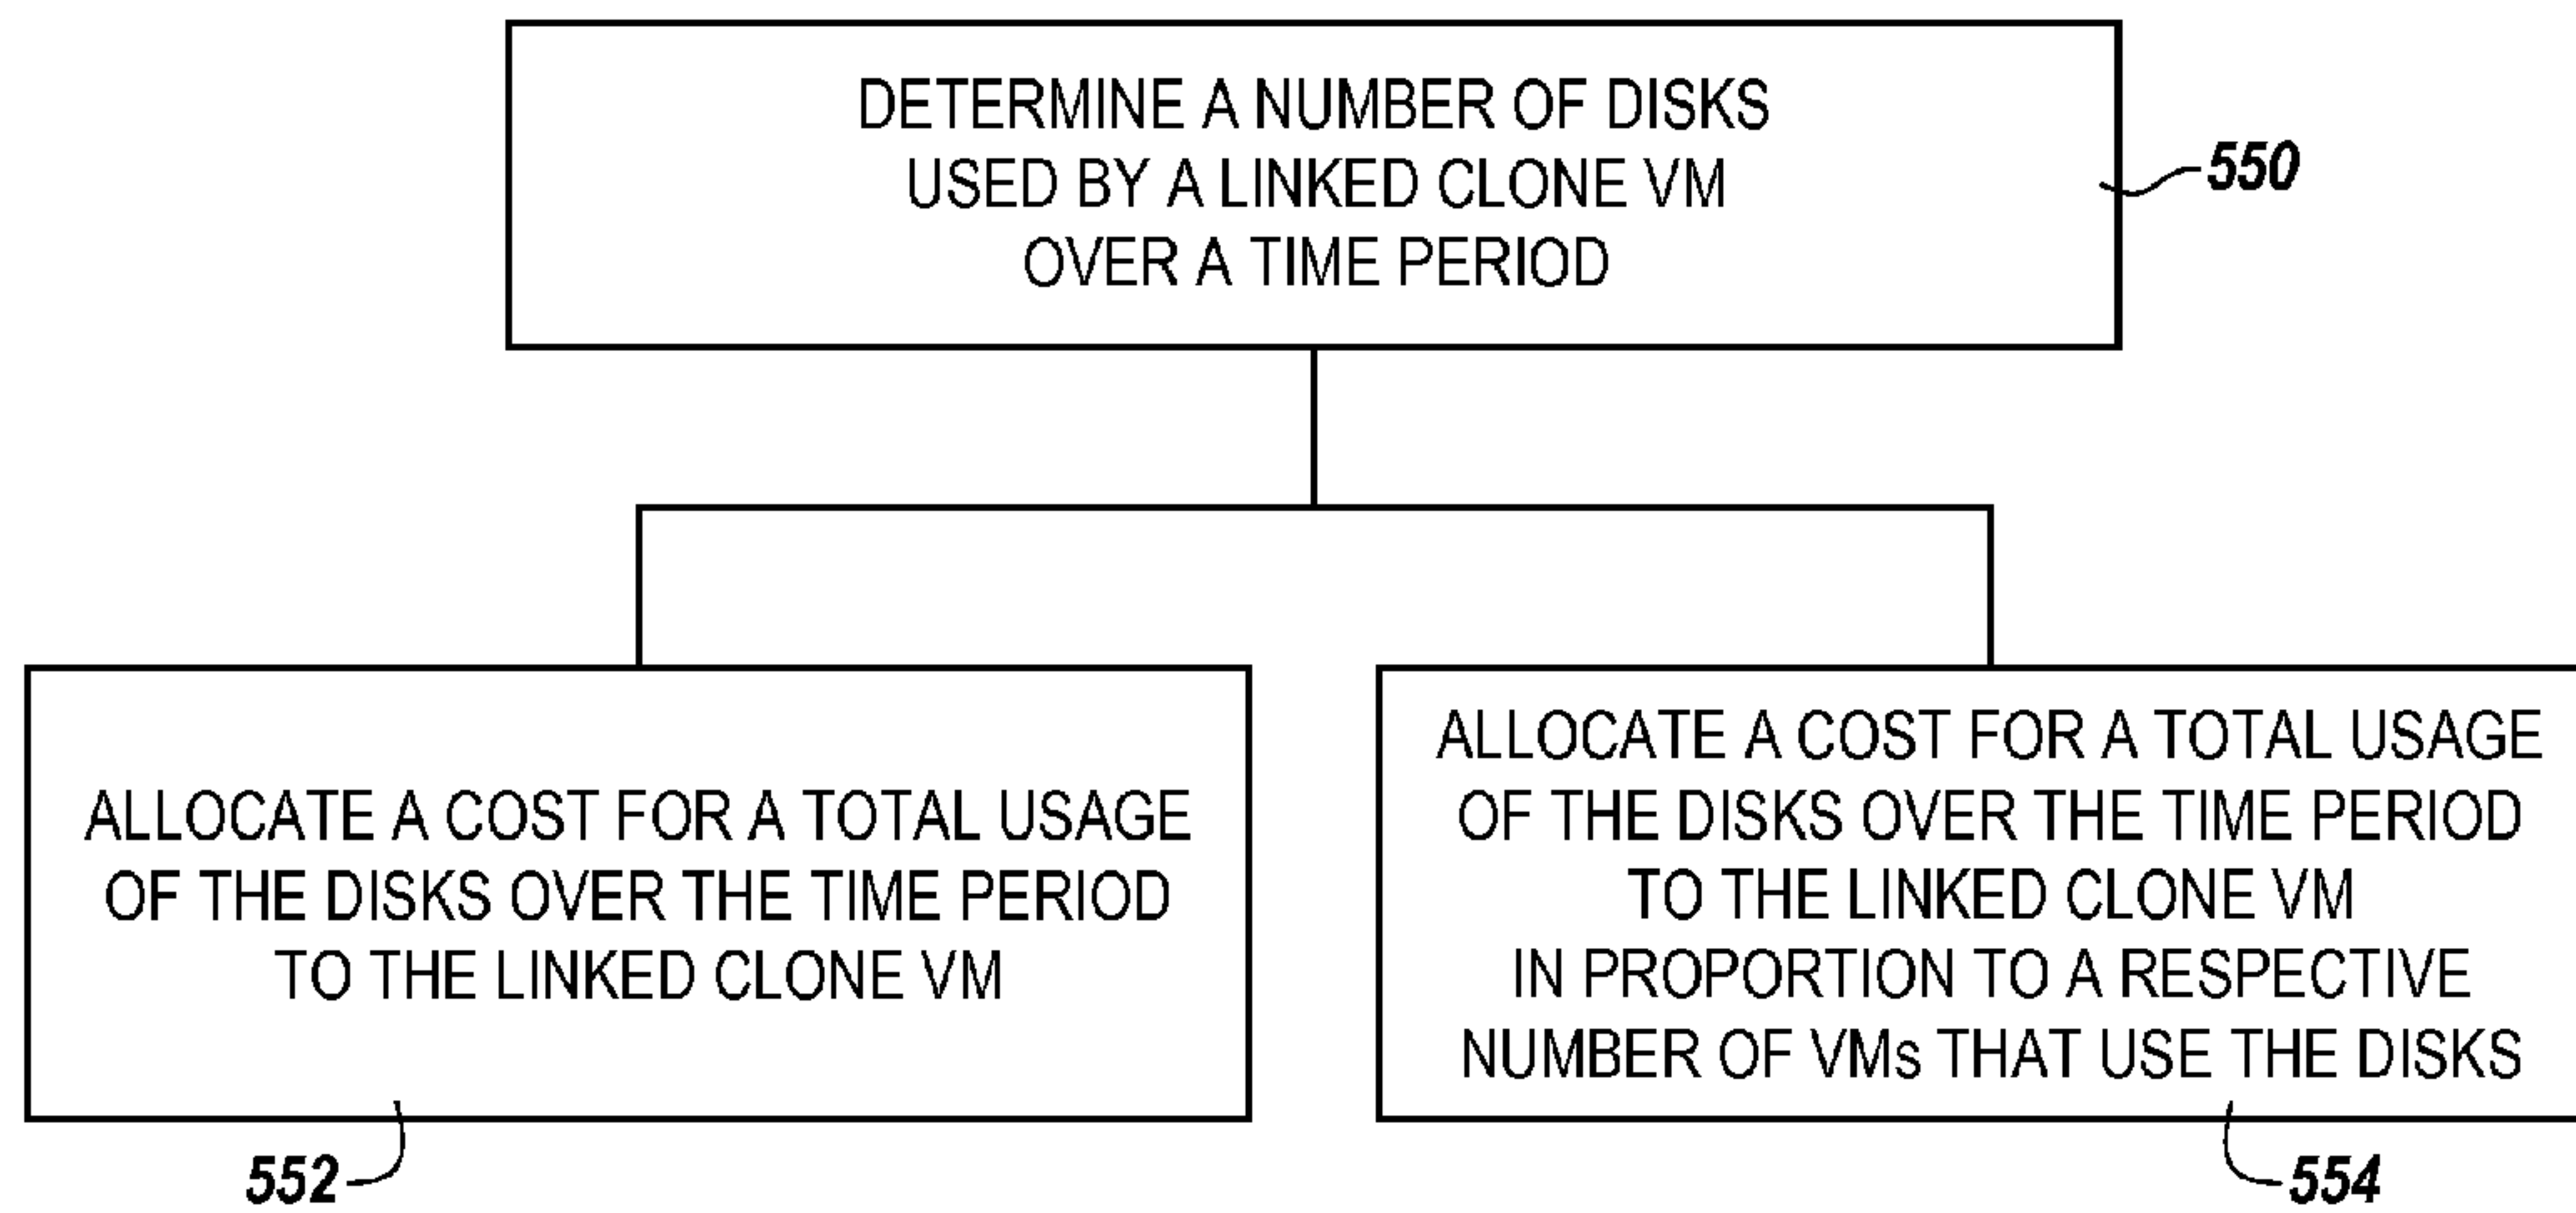 DETERMINE A NUMBER OF DISKS
USED BY A LINKED CLONE VM
OVER A TIME PERIOD
550
ALLOCATE A COST FOR A TOTAL USAGE
OF THE DISKS OVER THE TIME PERIOD
TO THE LINKED CLONE VM
552
ALLOCATE A COST FOR A TOTAL USAGE
OF THE DISKS OVER THE TIME PERIOD
TO THE LINKED CLONE VM
IN PROPORTION TO A RESPECTIVE
NUMBER OF VMs THAT USE THE DISKS
554